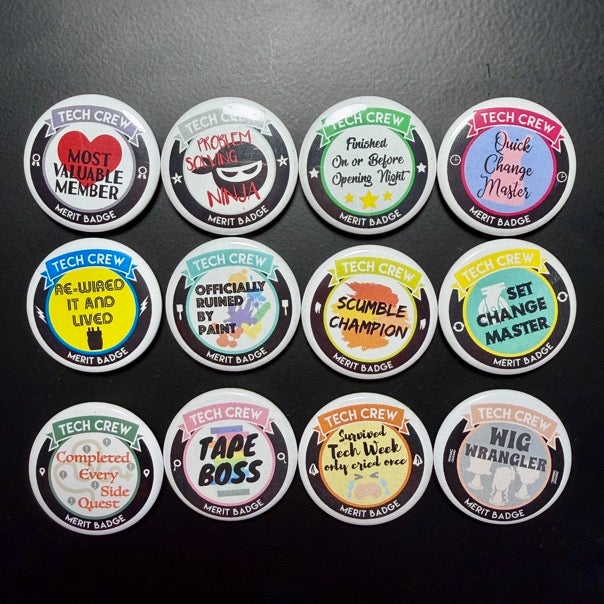 TECH CREW
MOST
VALUABLE
MEMBER
MERIT BADGE
TECH CREW
PROBLEM
SOLVING
NINJA
MERIT BADGE
TECH CREW
Finished
On or Before
Opening Night
MERIT BADGE
TECH CREW
Quick
Change
Master
MERIT BADGE
TECH CREW
RE-WIRED
IT AND
LIVED
MERIT BADGE
TECH CREW
OFFICIALLY
RUINED
BY
PAINT
MERIT BADGE
TECH CREW
SCUMBLE
CHAMPION
MERIT BADGE
TECH CREW
SET
CHANGE
MASTER
MERIT BADGE
TECH CREW
Completed
Every
Side
Quest
MERIT BADGE
TECH CREW
TAPE
BOSS
MERIT BADGE
TECH CREW
Survived
Tech Week
only cried once
MERIT BADGE
TECH CREW
WIG
WRANGLER
MERIT BADGE